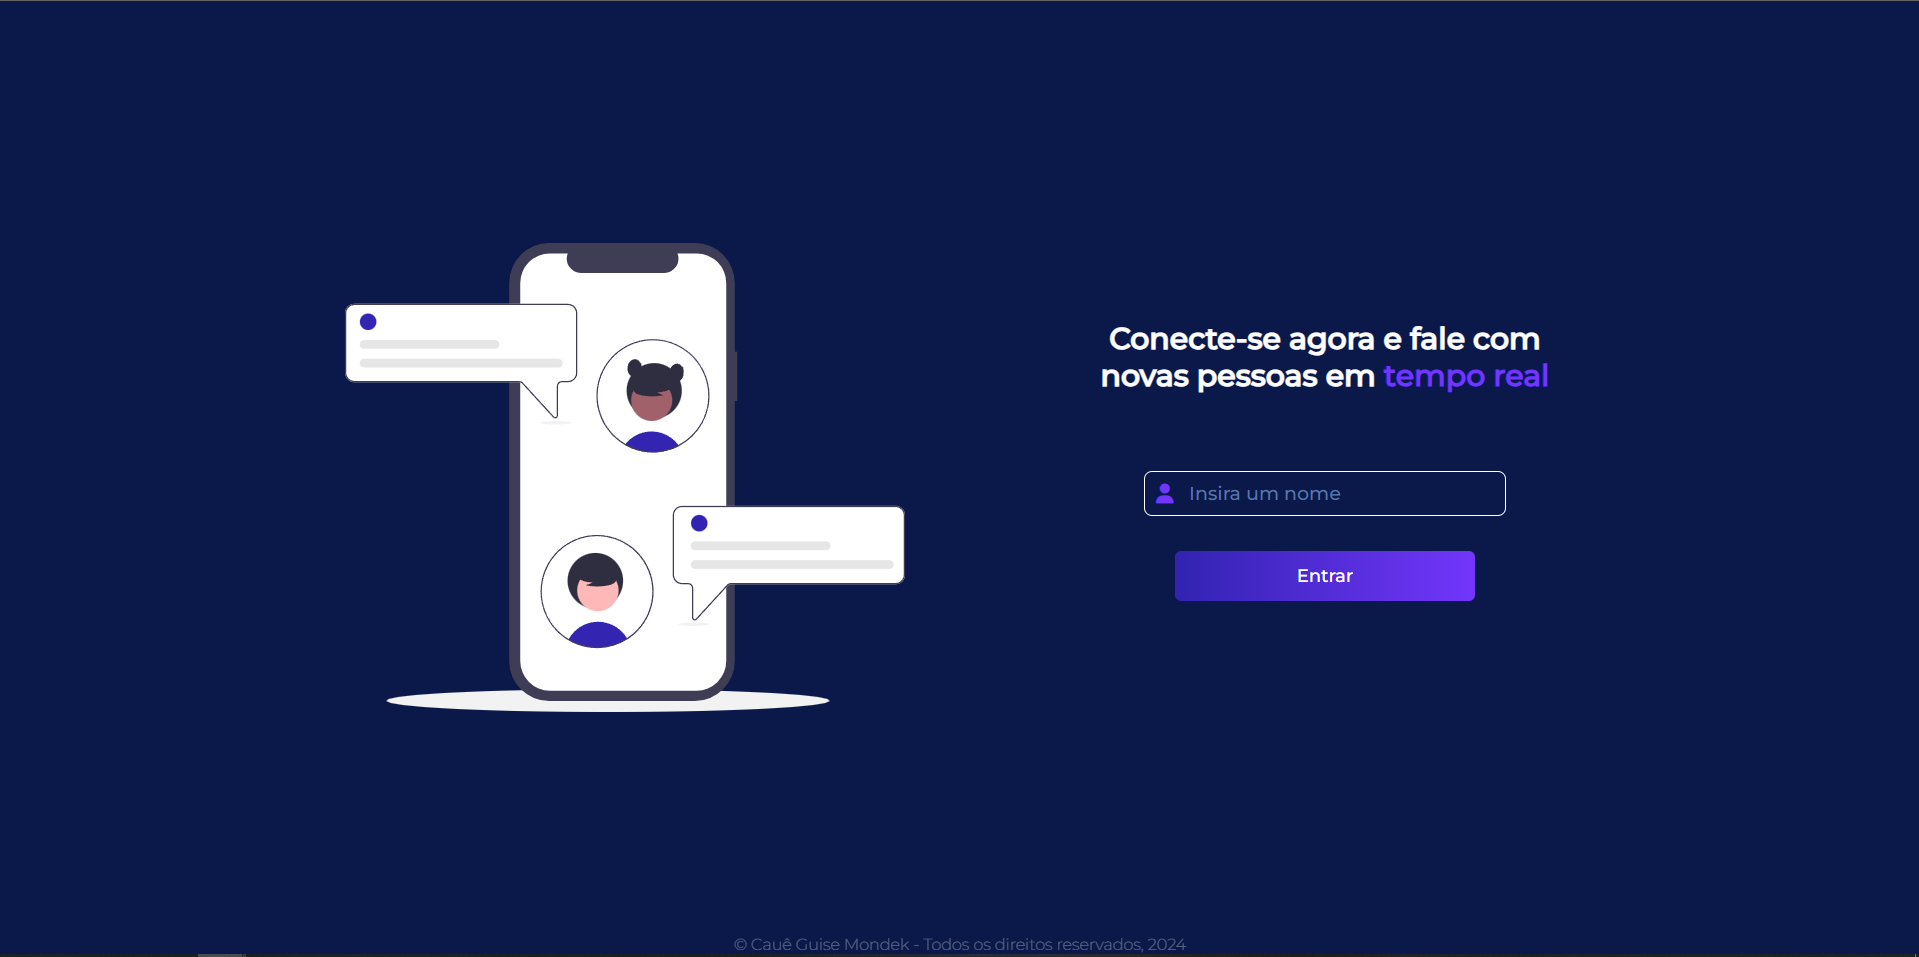 Conecte-se agora e fale com
novas pessoas em tempo real
Insira um nome
Entrar
© Cauê Guise Mondek - Todos os direitos reservados, 2024